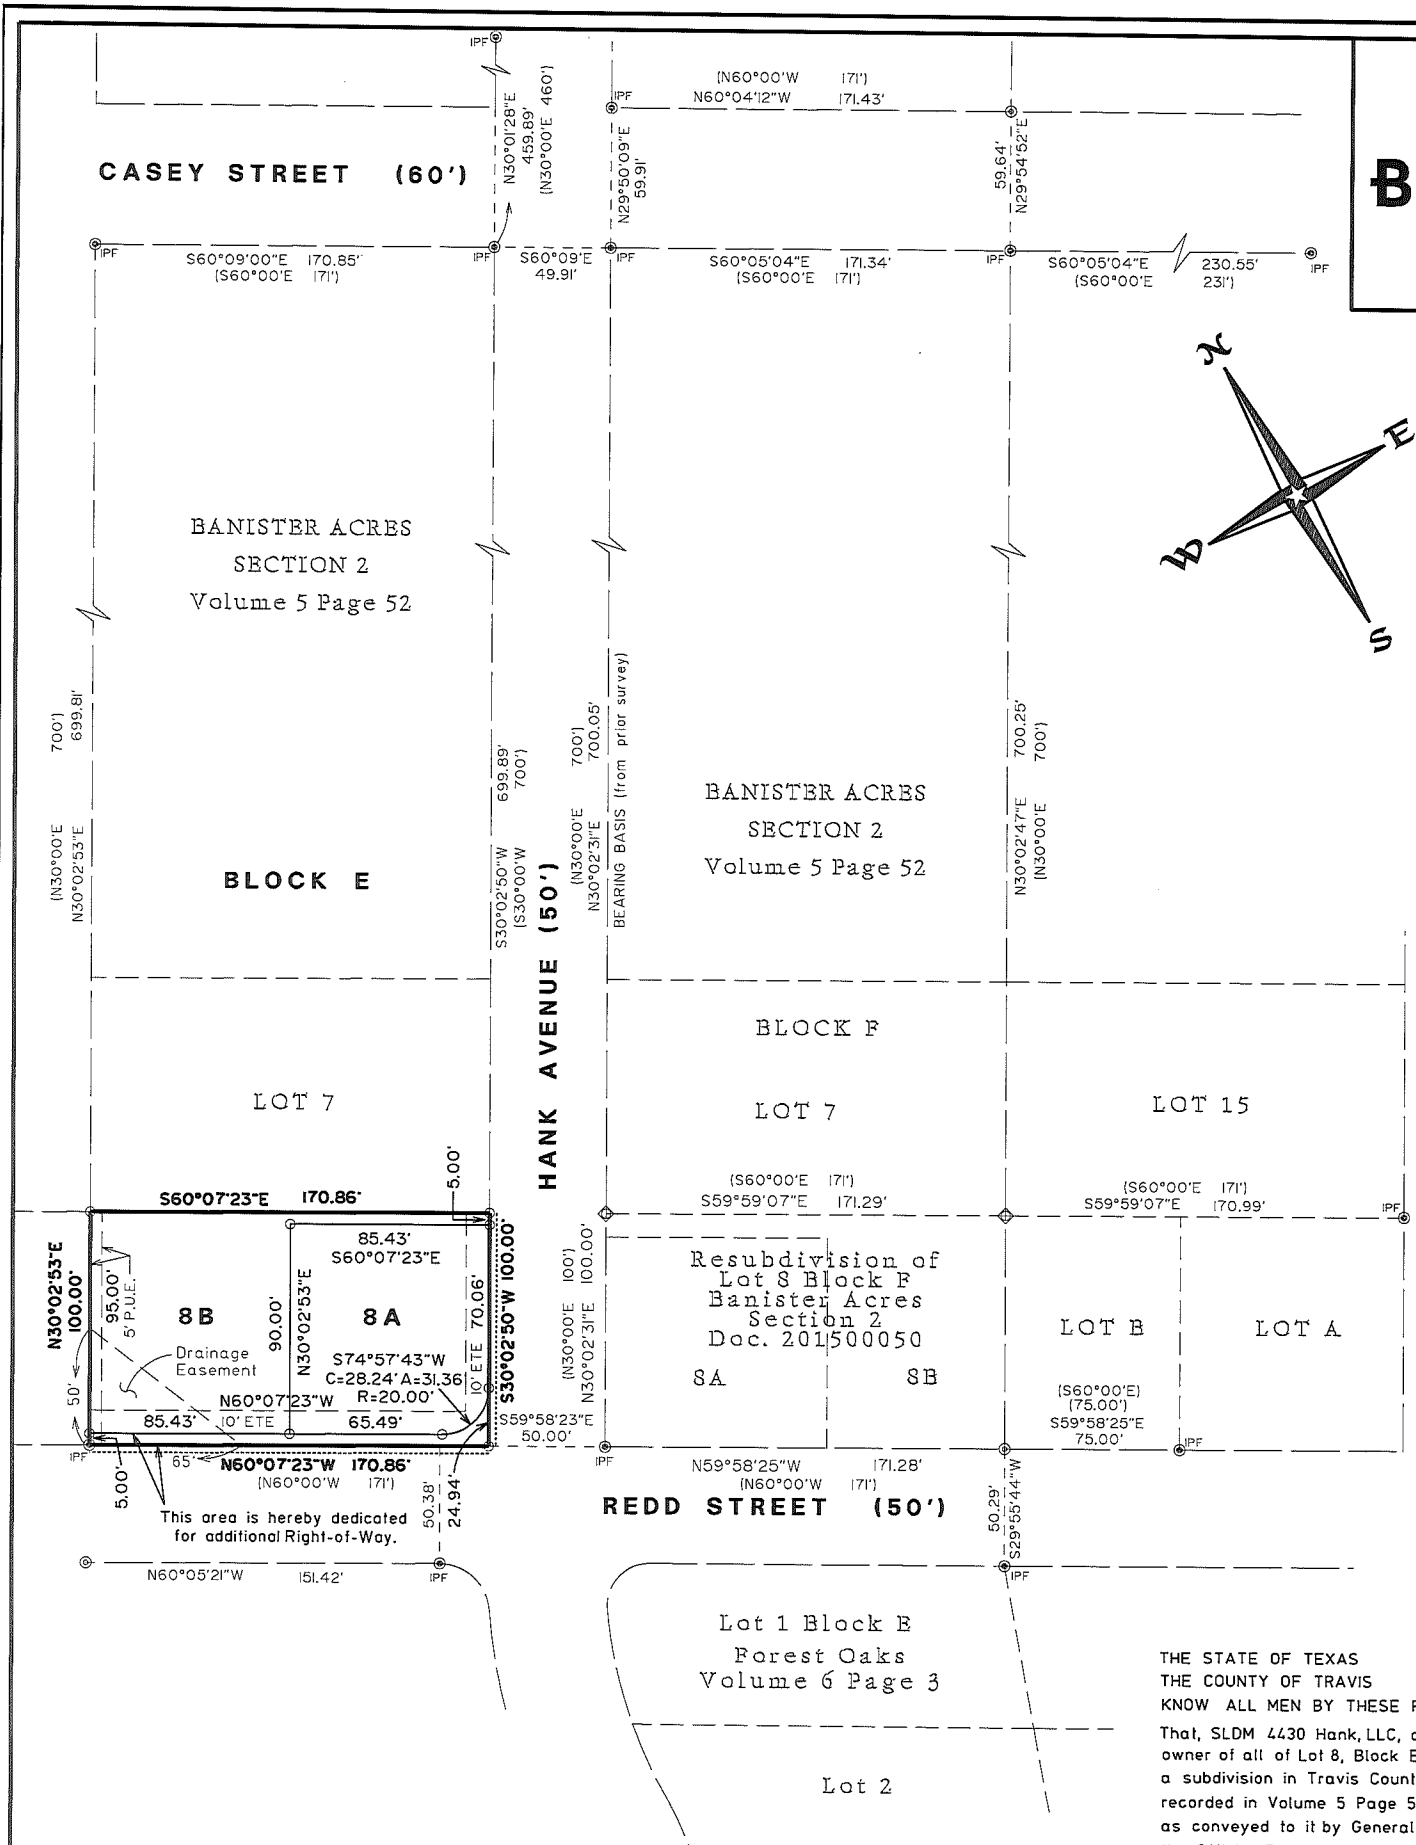 IPF
(N60°00'W 171')
N60°04'12"W 171.43'
IPF
N30°01'28"E
459.89'
(N30°00'E 460')
N29°50'09"E
59.91'
59.64'
N29°54'52"E
CASEY STREET (60')
B
IPF
S60°09'00"E 170.85'
(S60°00'E 171')
IPF
S60°09'E
49.91'
IPF
S60°05'04"E 171.34'
(S60°00'E 171')
IPF
S60°05'04"E 230.55'
(S60°00'E 231')
IPF
N
E
W
S
BANISTER ACRES
SECTION 2
Volume 5 Page 52
(N30°00'E 700')
N30°02'53"E 699.81'
S30°02'50"W 699.89'
(S30°00'W 700')
(N30°00'E 700')
N30°02'31"E 700.05'
BEARING BASIS (from prior survey)
N30°02'47"E 700.25'
(N30°00'E 700')
BANISTER ACRES
SECTION 2
Volume 5 Page 52
BLOCK E
HANK AVENUE (50')
BLOCK F
LOT 7
LOT 7
LOT 15
5.00'
S60°07'23"E 170.86'
(S60°00'E 171')
S59°59'07"E 171.29'
(S60°00'E 171')
S59°59'07"E 170.99'
IPF
N30°02'53"E
100.00'
95.00'
5' P.U.E.
85.43'
S60°07'23"E
8B
90.00'
N30°02'53"E
8A
10' ETE 70.06'
S30°02'50"W 100.00'
(N30°00'E 100')
N30°02'31"E 100.00'
Resubdivision of
Lot 8 Block F
Banister Acres
Section 2
Doc. 201500050
8A
8B
LOT B
LOT A
Drainage
Easement
S74°57'43"W
C=28.24' A=31.36
R=20.00'
N60°07'23"W
85.43' 10' ETE 65.49'
50'
S59°58'23"E
50.00'
(S60°00'E)
(75.00')
S59°58'25"E
75.00'
IPF
65'
N60°07'23"W 170.86'
(N60°00'W 171')
IPF
N59°58'25"W 171.28'
(N60°00'W 171')
IPF
5.00'
50.38'
24.94'
This area is hereby dedicated
for additional Right-of-Way.
REDD STREET (50')
50.29'
S29°55'44"W
N60°05'21"W 151.42'
IPF
IPF
Lot 1 Block E
Forest Oaks
Volume 6 Page 3
Lot 2
THE STATE OF TEXAS
THE COUNTY OF TRAVIS
KNOW ALL MEN BY THESE
That, SLDM 4430 Hank, LLC,
owner of all of Lot 8, Block E
a subdivision in Travis Count
recorded in Volume 5 Page 5
as conveyed to it by General